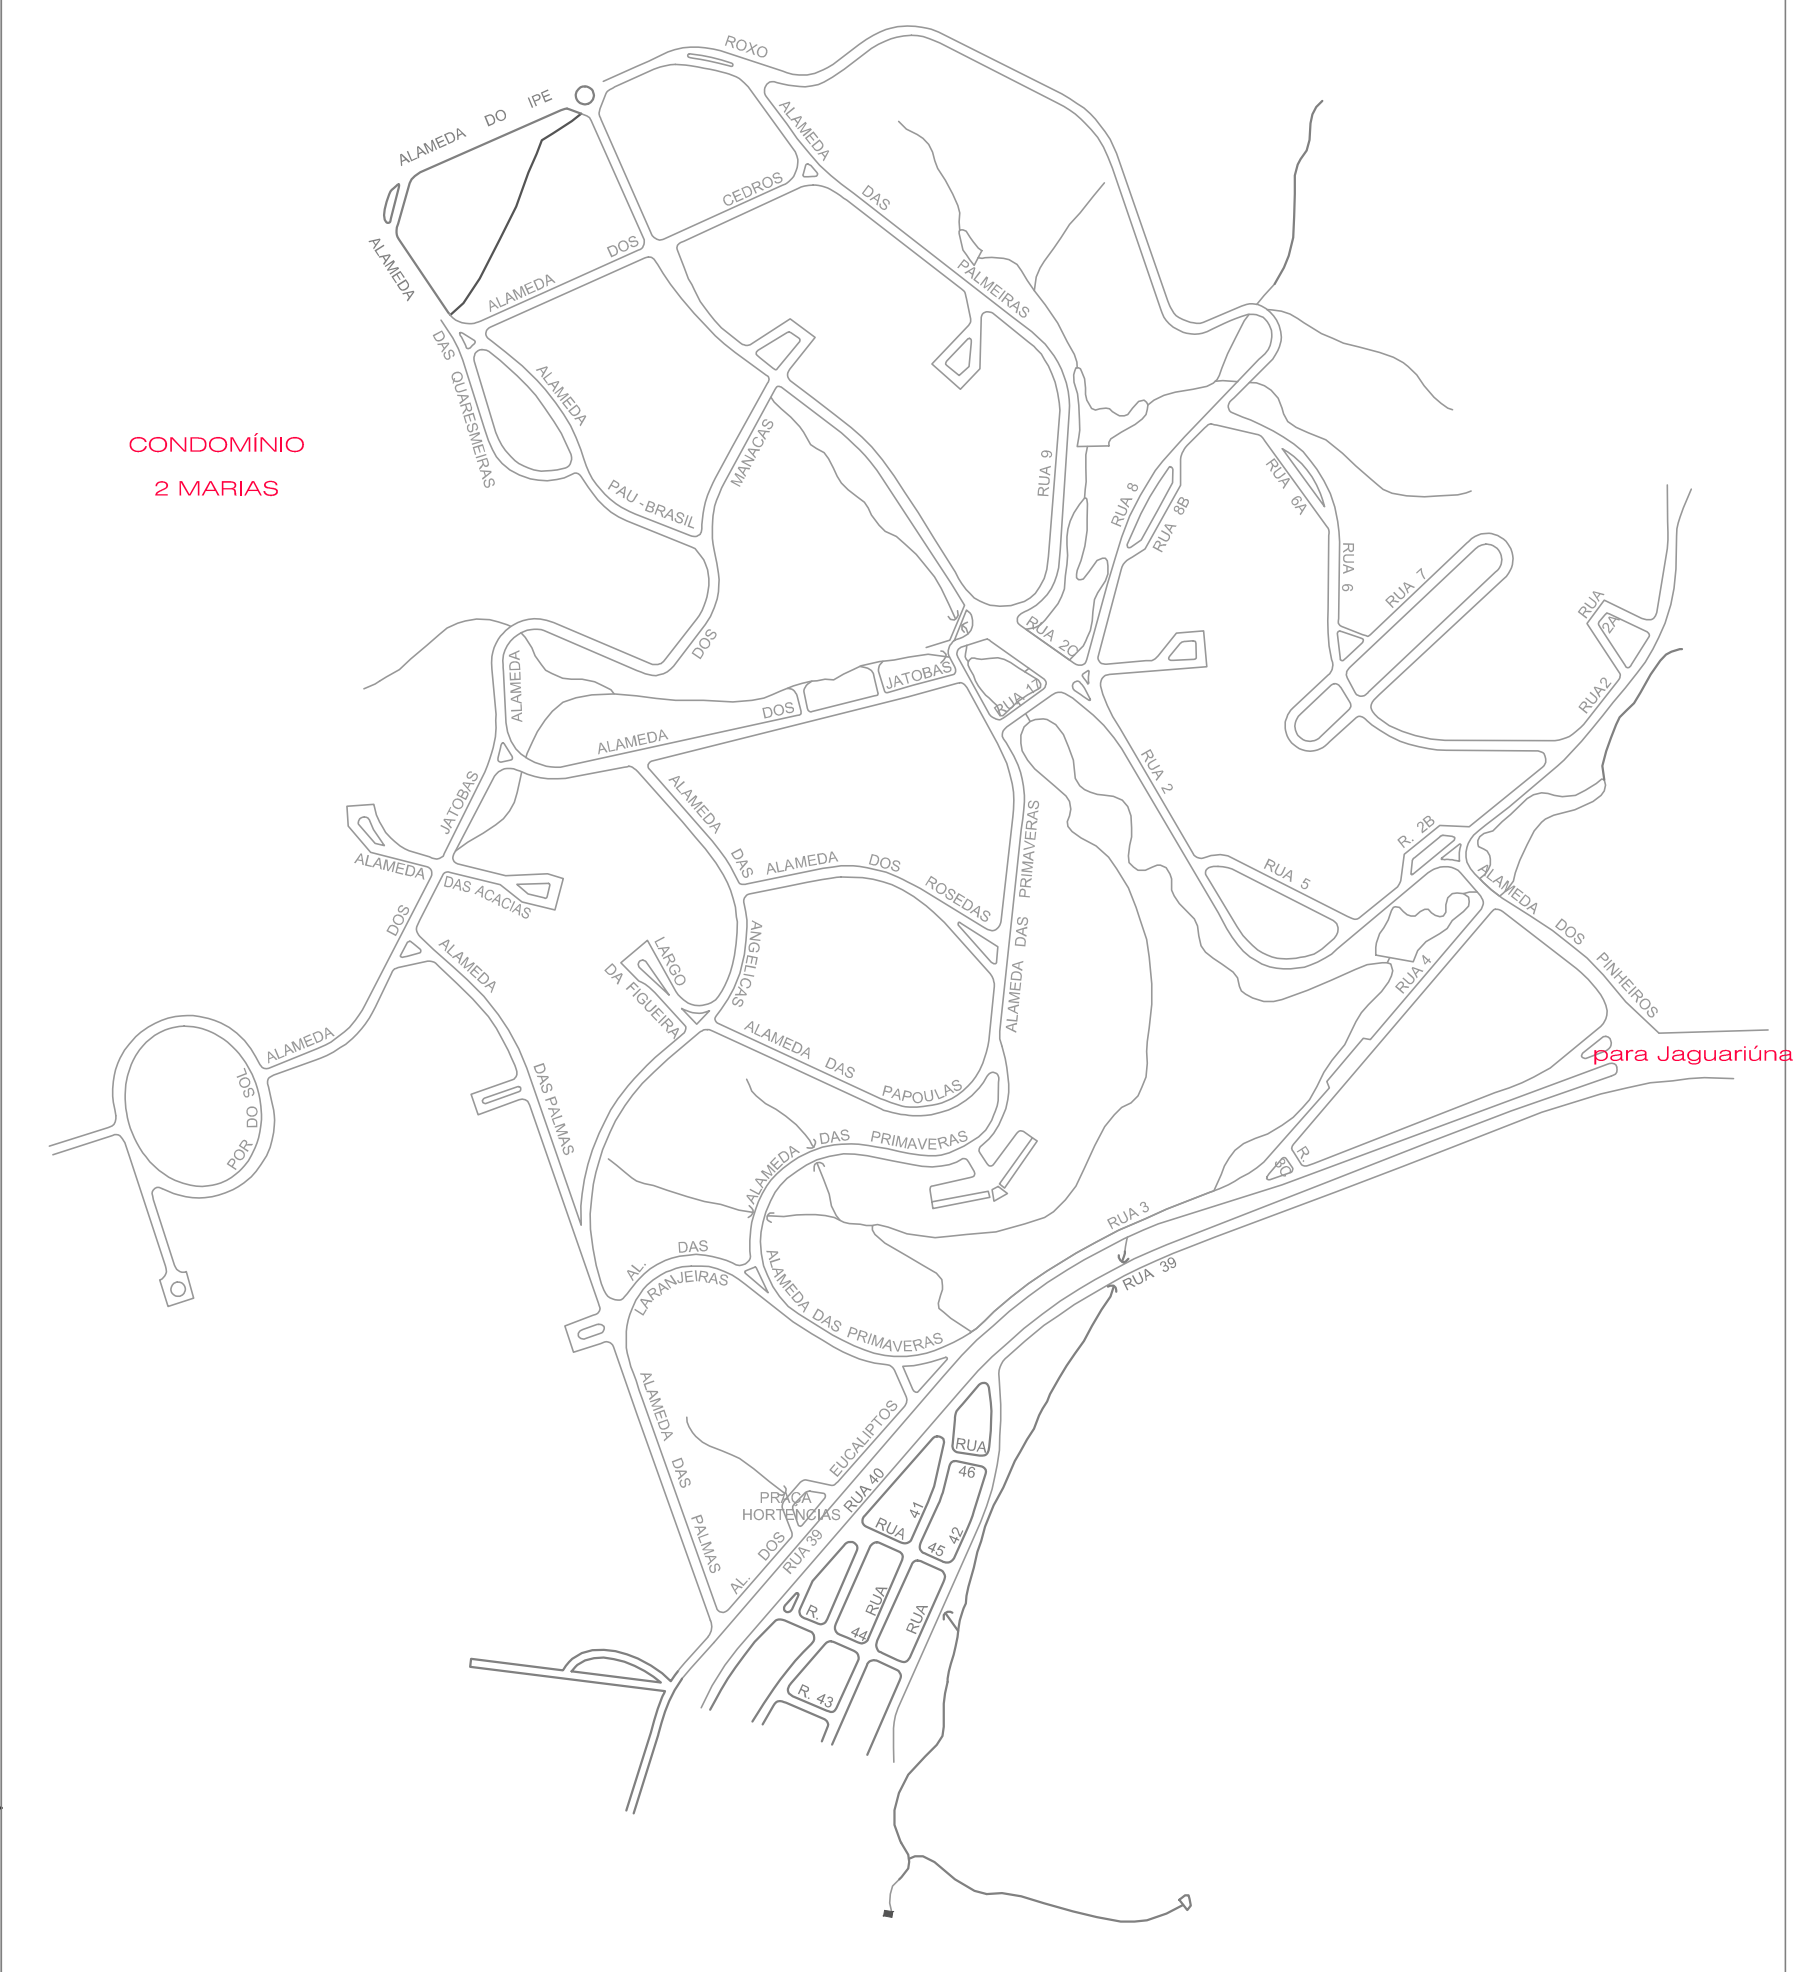 ROXO
ALAMEDA DO IPE
ALAMEDA
DAS
PALMEIRAS
CEDROS
DOS
ALAMEDA
ALAMEDA
DAS QUARESMEIRAS
ALAMEDA
PAU-BRASIL
MANACAS
DOS
ALAMEDA
CONDOMÍNIO
2 MARIAS
RUA 9
RUA 8
RUA 8B
RUA 6A
RUA 6
RUA 7
RUA
2A
RUA2
RUA 2C
RUA 17
JATOBAS
DOS
ALAMEDA
JATOBAS
DOS
ALAMEDA
ALAMEDA
DAS ACACIAS
ALAMEDA
DAS
ANGELICAS
ALAMEDA DOS ROSEDAS
ALAMEDA DAS PRIMAVERAS
RUA 2
RUA 5
R. 2B
ALAMEDA DOS PINHEIROS
RUA 4
para Jaguariúna
LARGO
DA FIGUEIRA
ALAMEDA
DAS PALMAS
ALAMEDA DAS PAPOULAS
POR DO SOL
ALAMEDA DAS PRIMAVERAS
R.
3C
RUA 3
RUA 39
AL. DAS
LARANJEIRAS
ALAMEDA DAS PRIMAVERAS
ALAMEDA
DAS
PALMAS
EUCALIPTOS
DOS
AL.
PRAÇA
HORTENCIAS
RUA 40
RUA 39
RUA
46
41
RUA
42
45
RUA
RUA
44
R.
R. 43